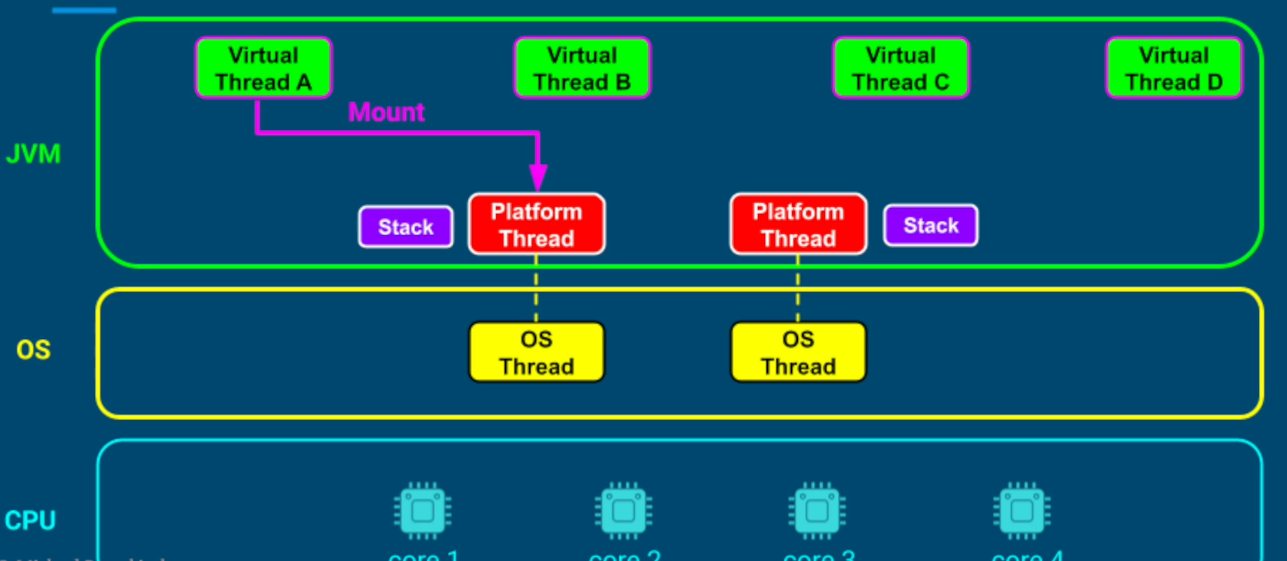 Virtual
Thread A
Virtual
Thread B
Virtual
Thread C
Virtual
Thread D
Mount
JVM
Stack
Platform
Thread
Platform
Thread
Stack
OS
OS
Thread
OS
Thread
CPU
core 1
core 2
core 3
core 4